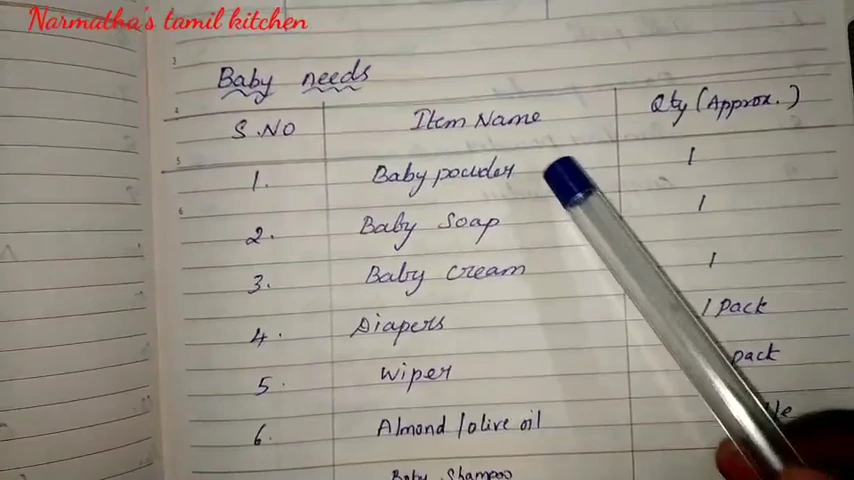 Narmatha's tamil kitchen
Baby needs
S.NO Item Name Qty (Approx.)
1. Baby powder 1
2. Baby Soap 1
3. Baby cream 1
4. Diapers 1 pack
5. Wiper pack
6. Almond / olive oil
Baby Shampoo